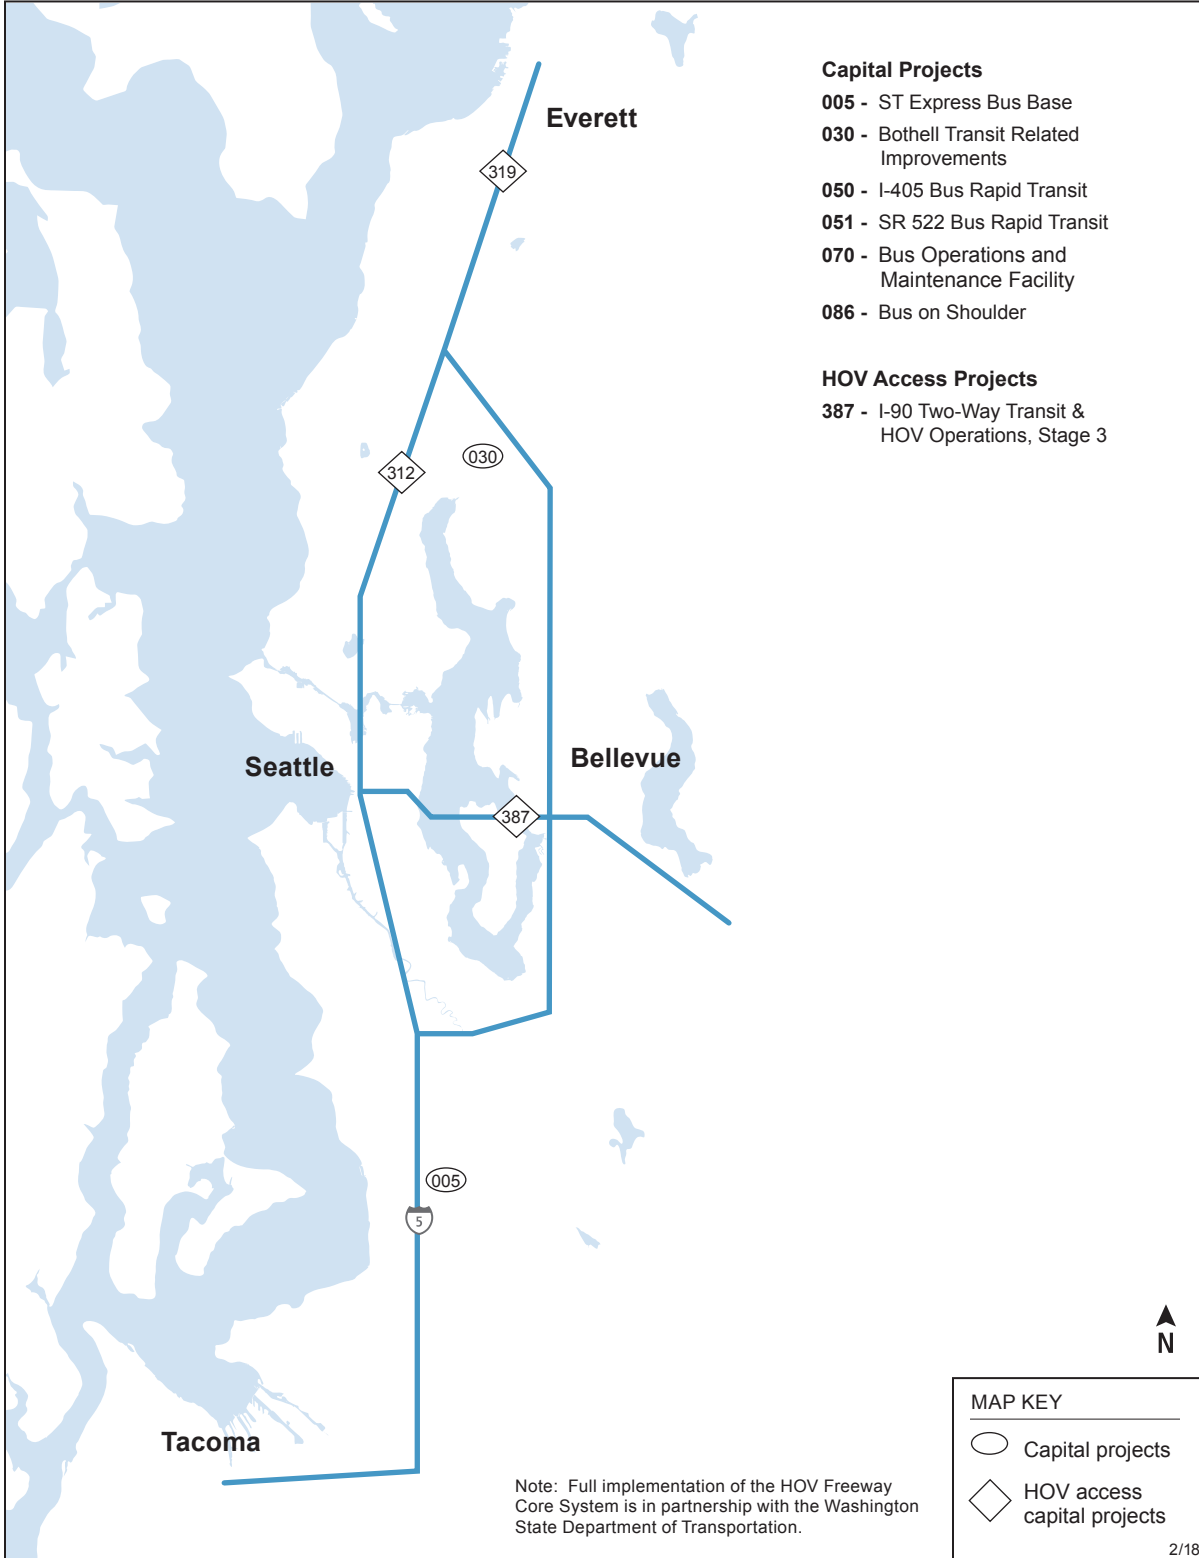 Capital Projects
005 - ST Express Bus Base
030 - Bothell Transit Related
Improvements
050 - I-405 Bus Rapid Transit
051 - SR 522 Bus Rapid Transit
070 - Bus Operations and
Maintenance Facility
086 - Bus on Shoulder
HOV Access Projects
387 - I-90 Two-Way Transit &
HOV Operations, Stage 3
Everett
319
030
312
Seattle
Bellevue
387
005
5
Tacoma
N
Note: Full implementation of the HOV Freeway
Core System is in partnership with the Washington
State Department of Transportation.
MAP KEY
Capital projects
HOV access
capital projects
2/18